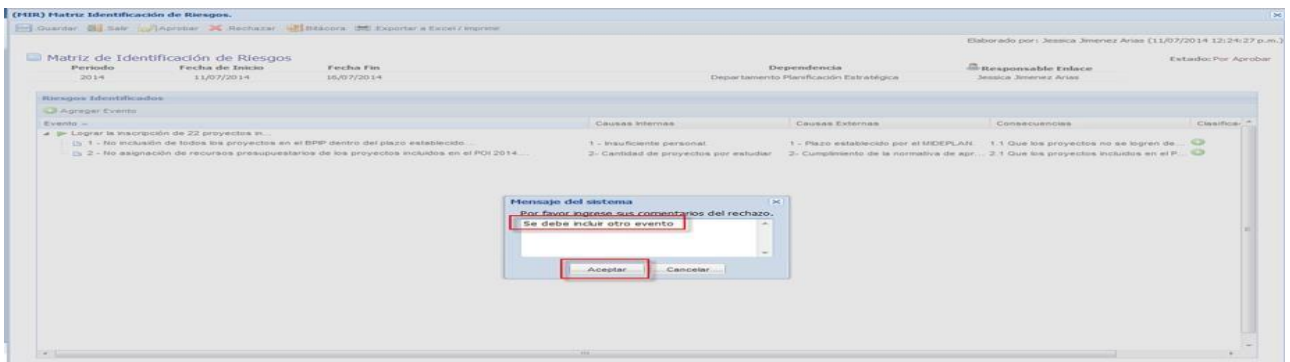 (MIR) Matriz Identificación de Riesgos.
Guardar Salir Aprobar Rechazar Bitácora Exportar a Excel / Imprimir
Elaborado por: Jessica Jimenez Arias (11/07/2014 12:24:27 p.m.)
Matriz de Identificación de Riesgos
Estado: Por Aprobar
Periodo Fecha de Inicio Fecha Fin Dependencia Responsable Enlace
2014 11/07/2014 16/07/2014 Departamento Planificación Estratégica Jessica Jimenez Arias
Riesgos Identificados
Agregar Evento
Evento Causas Internas Causas Externas Consecuencias Clasifica
Lograr la inscripción de 22 proyectos in...
1 - No inclusión de todos los proyectos en el BPIP dentro del plazo establecido... 1 - Insuficiente personal. 1 - Plazo establecido por el MIDEPLAN. 1.1 Que los proyectos no se logren de...
2 - No asignación de recursos presupuestarios de los proyectos incluidos en el POI 2014.... 2- Cantidad de proyectos por estudiar 2- Cumplimiento de la normativa de apr... 2.1 Que los proyectos incluidos en el P...
Mensaje del sistema
Por favor ingrese sus comentarios del rechazo.
Se debe incluir otro evento
Aceptar Cancelar